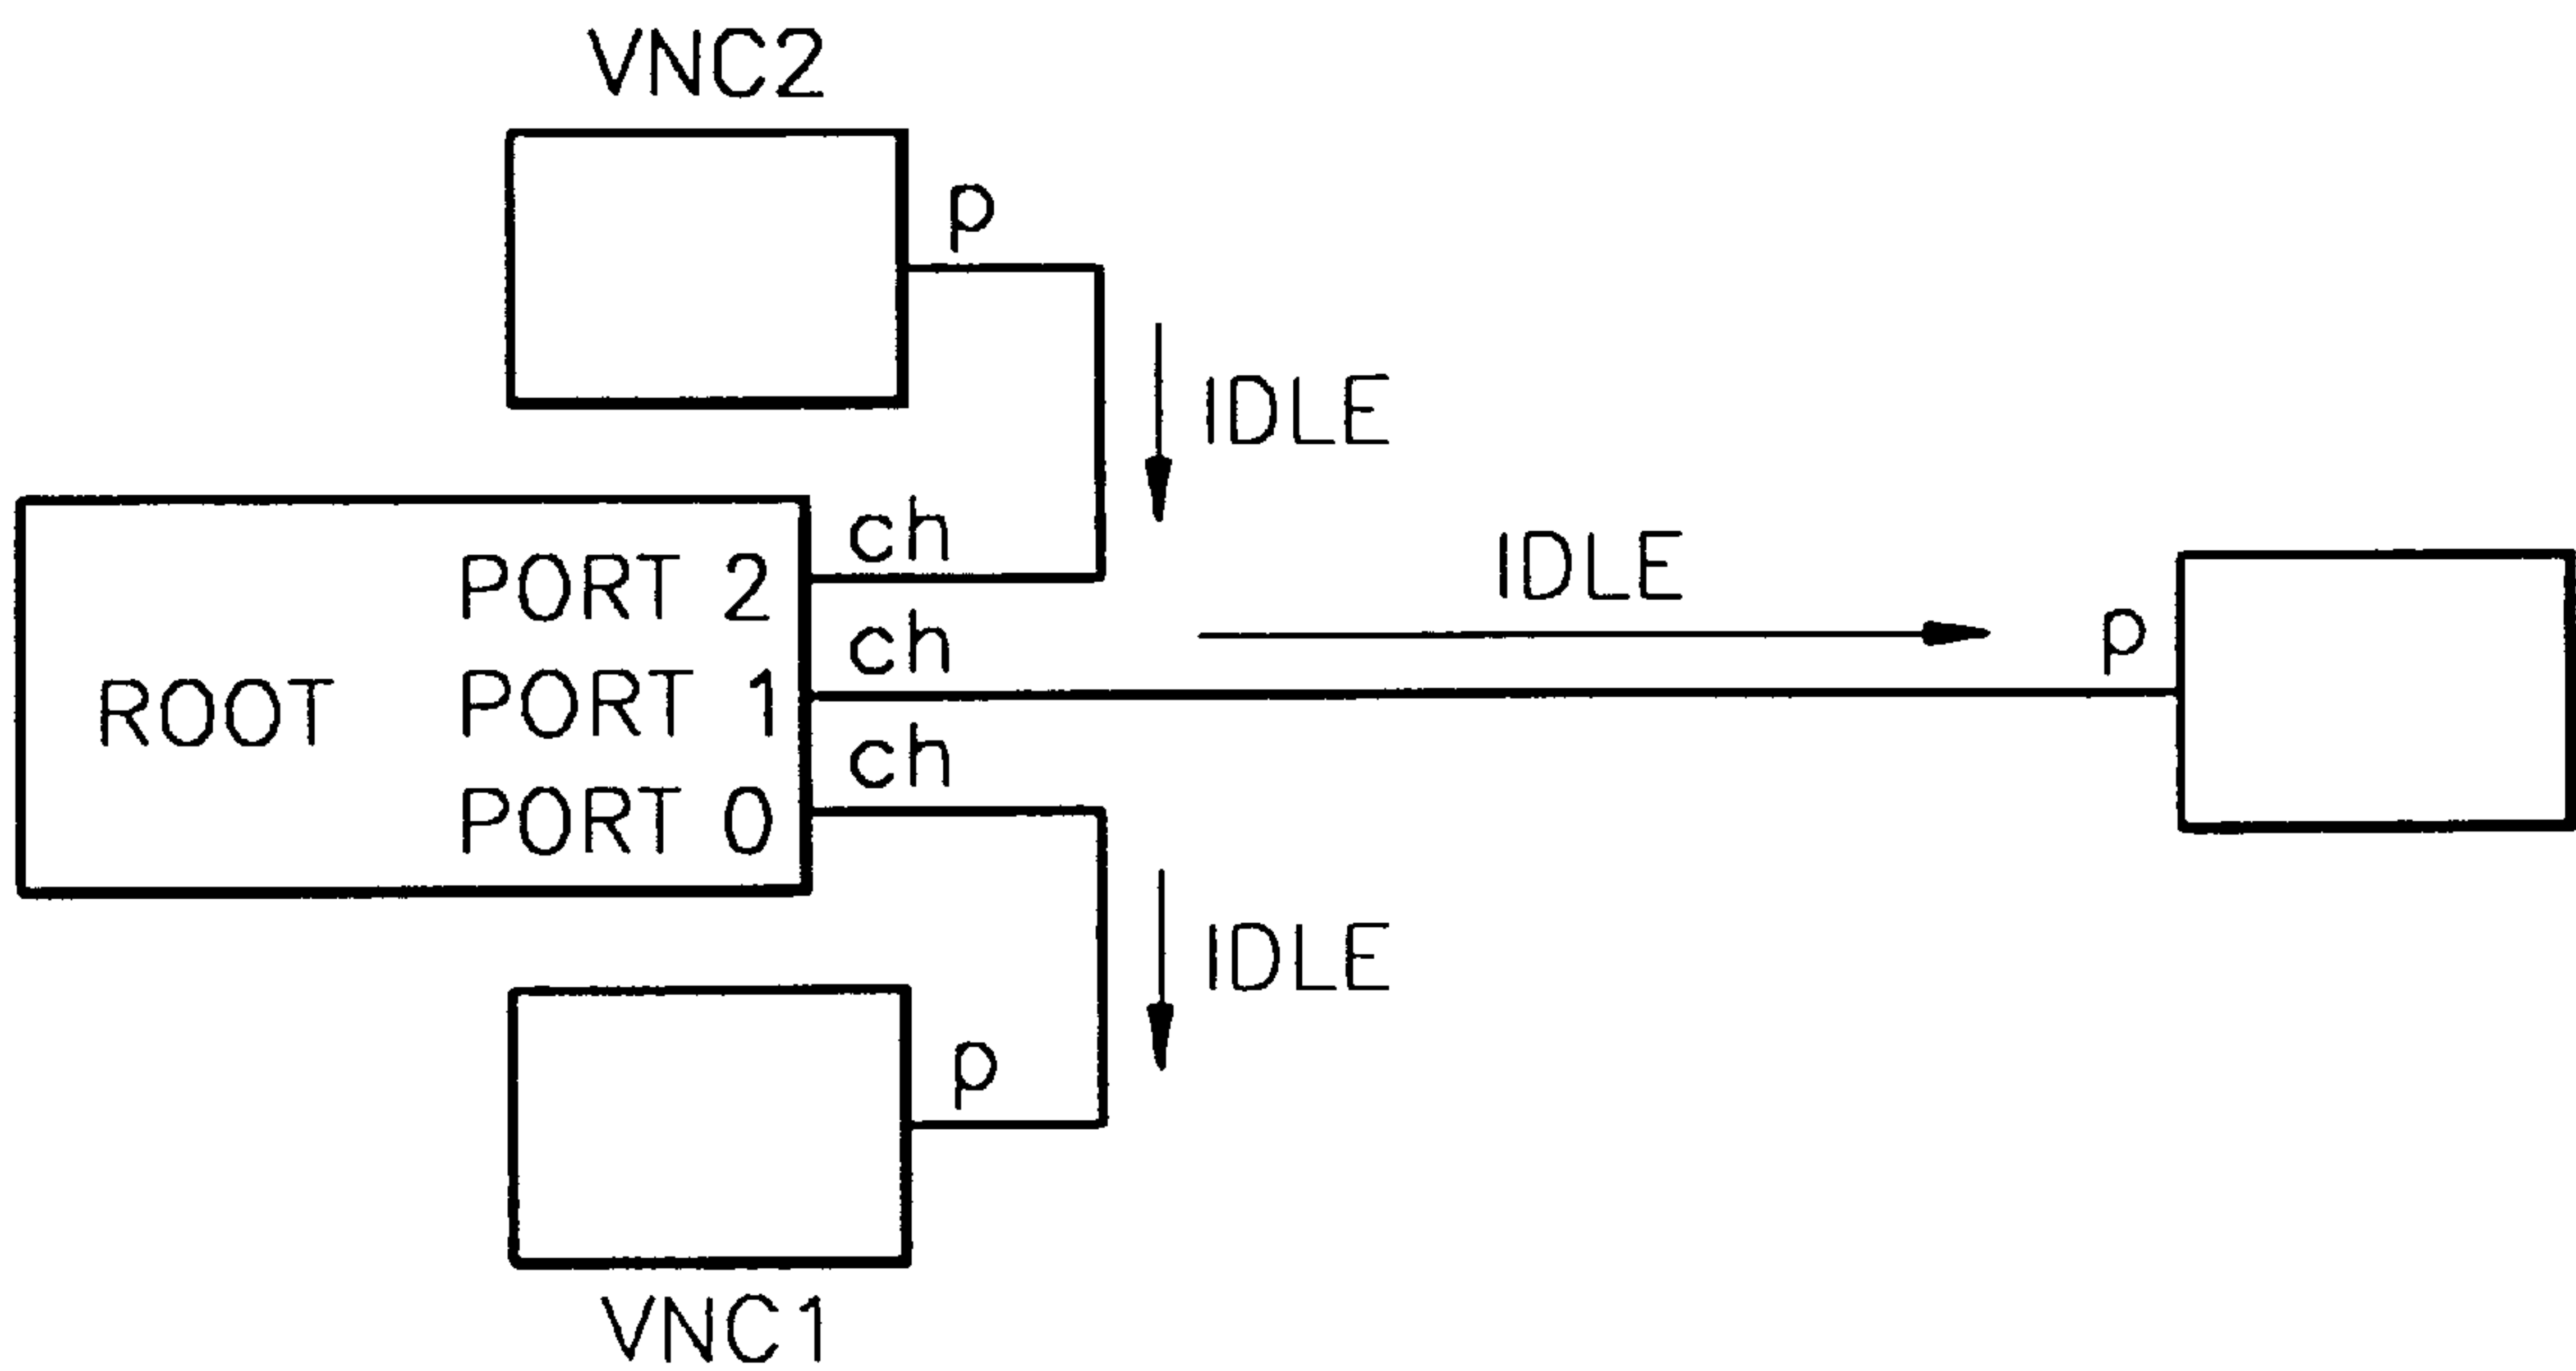 VNC2
p
IDLE
ch
PORT 2
IDLE
ch
p
ROOT
PORT 1
ch
PORT 0
IDLE
p
VNC1